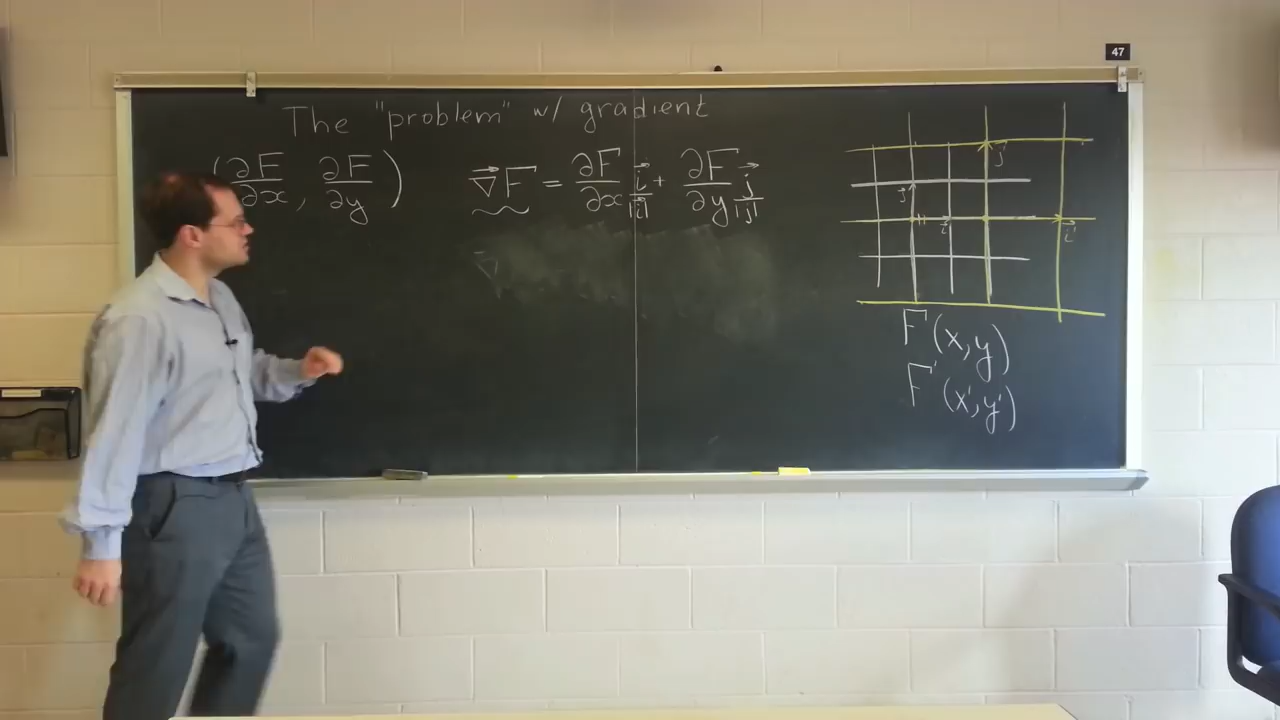 47
The "problem" w/ gradient
(∂F/∂x, ∂F/∂y)
∇⃗F = ∂F/∂x i⃗/|i⃗| + ∂F/∂y j⃗/|j⃗|
∇⃗
j'
j
i
i'
F(x,y)
F'(x',y')